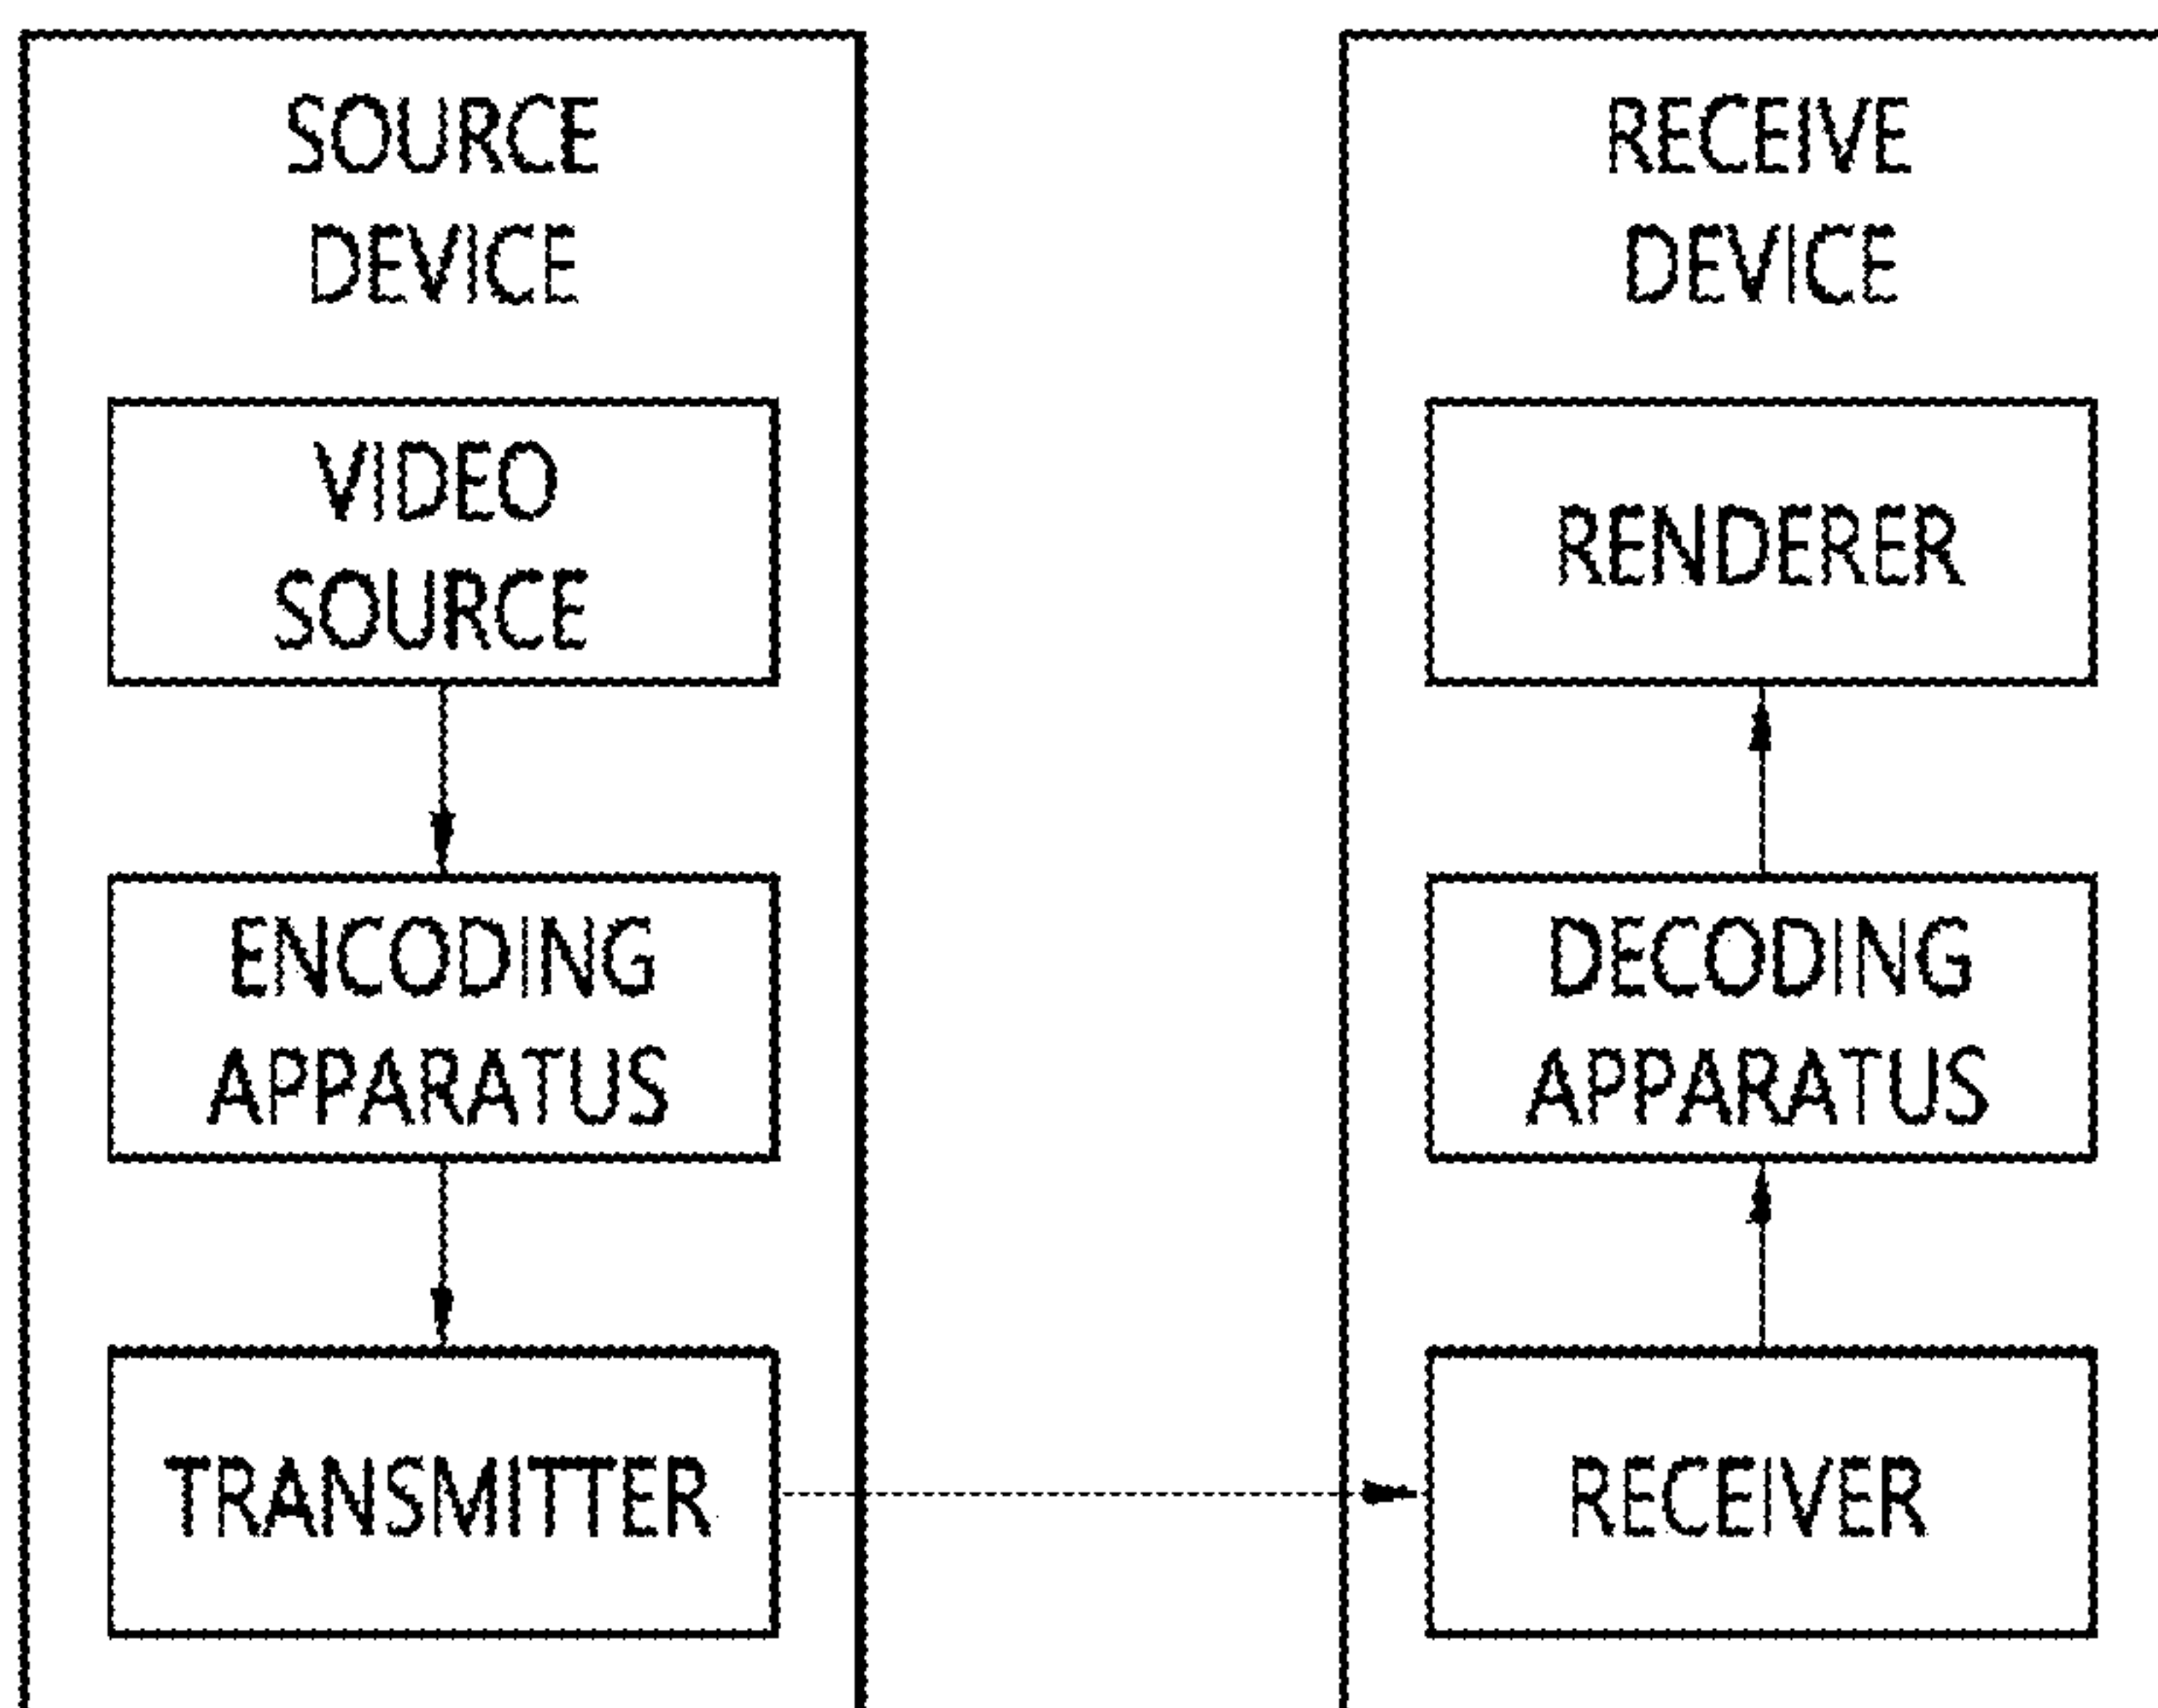 SOURCE
DEVICE
VIDEO
SOURCE
ENCODING
APPARATUS
TRANSMITTER
RECEIVE
DEVICE
RENDERER
DECODING
APPARATUS
RECEIVER